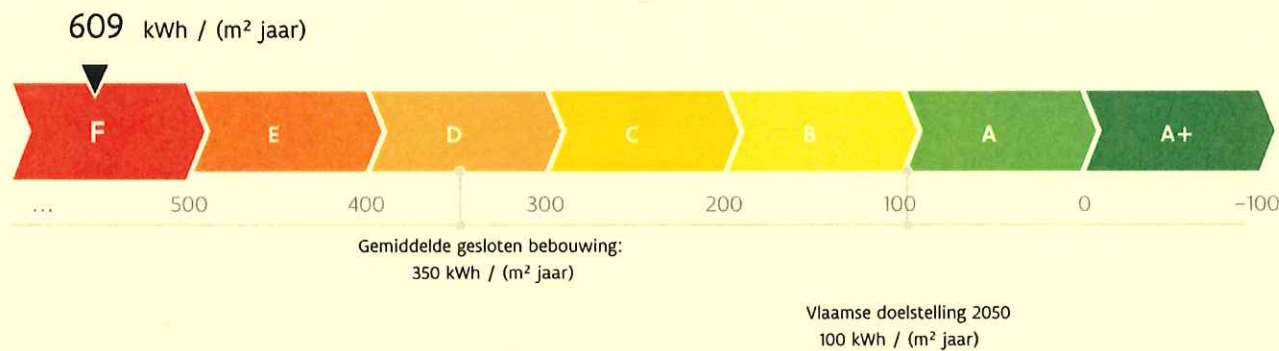 609 kWh / (m² jaar)
F E D C B A A+
... 500 400 300 200 100 0 -100
Gemiddelde gesloten bebouwing:
350 kWh / (m² jaar)
Vlaamse doelstelling 2050
100 kWh / (m² jaar)